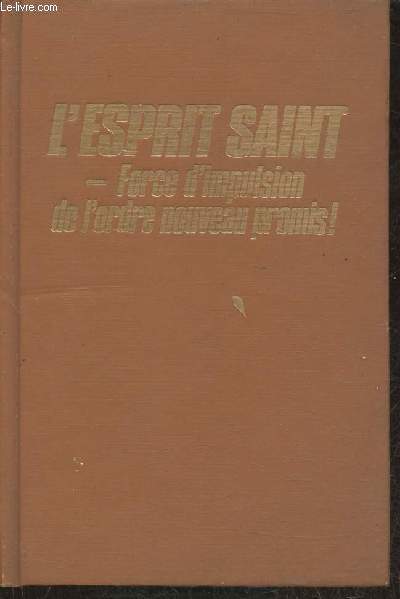 Le-livre.com
L'ESPRIT SAINT
– Force d'impulsion
de l'ordre nouveau promis!